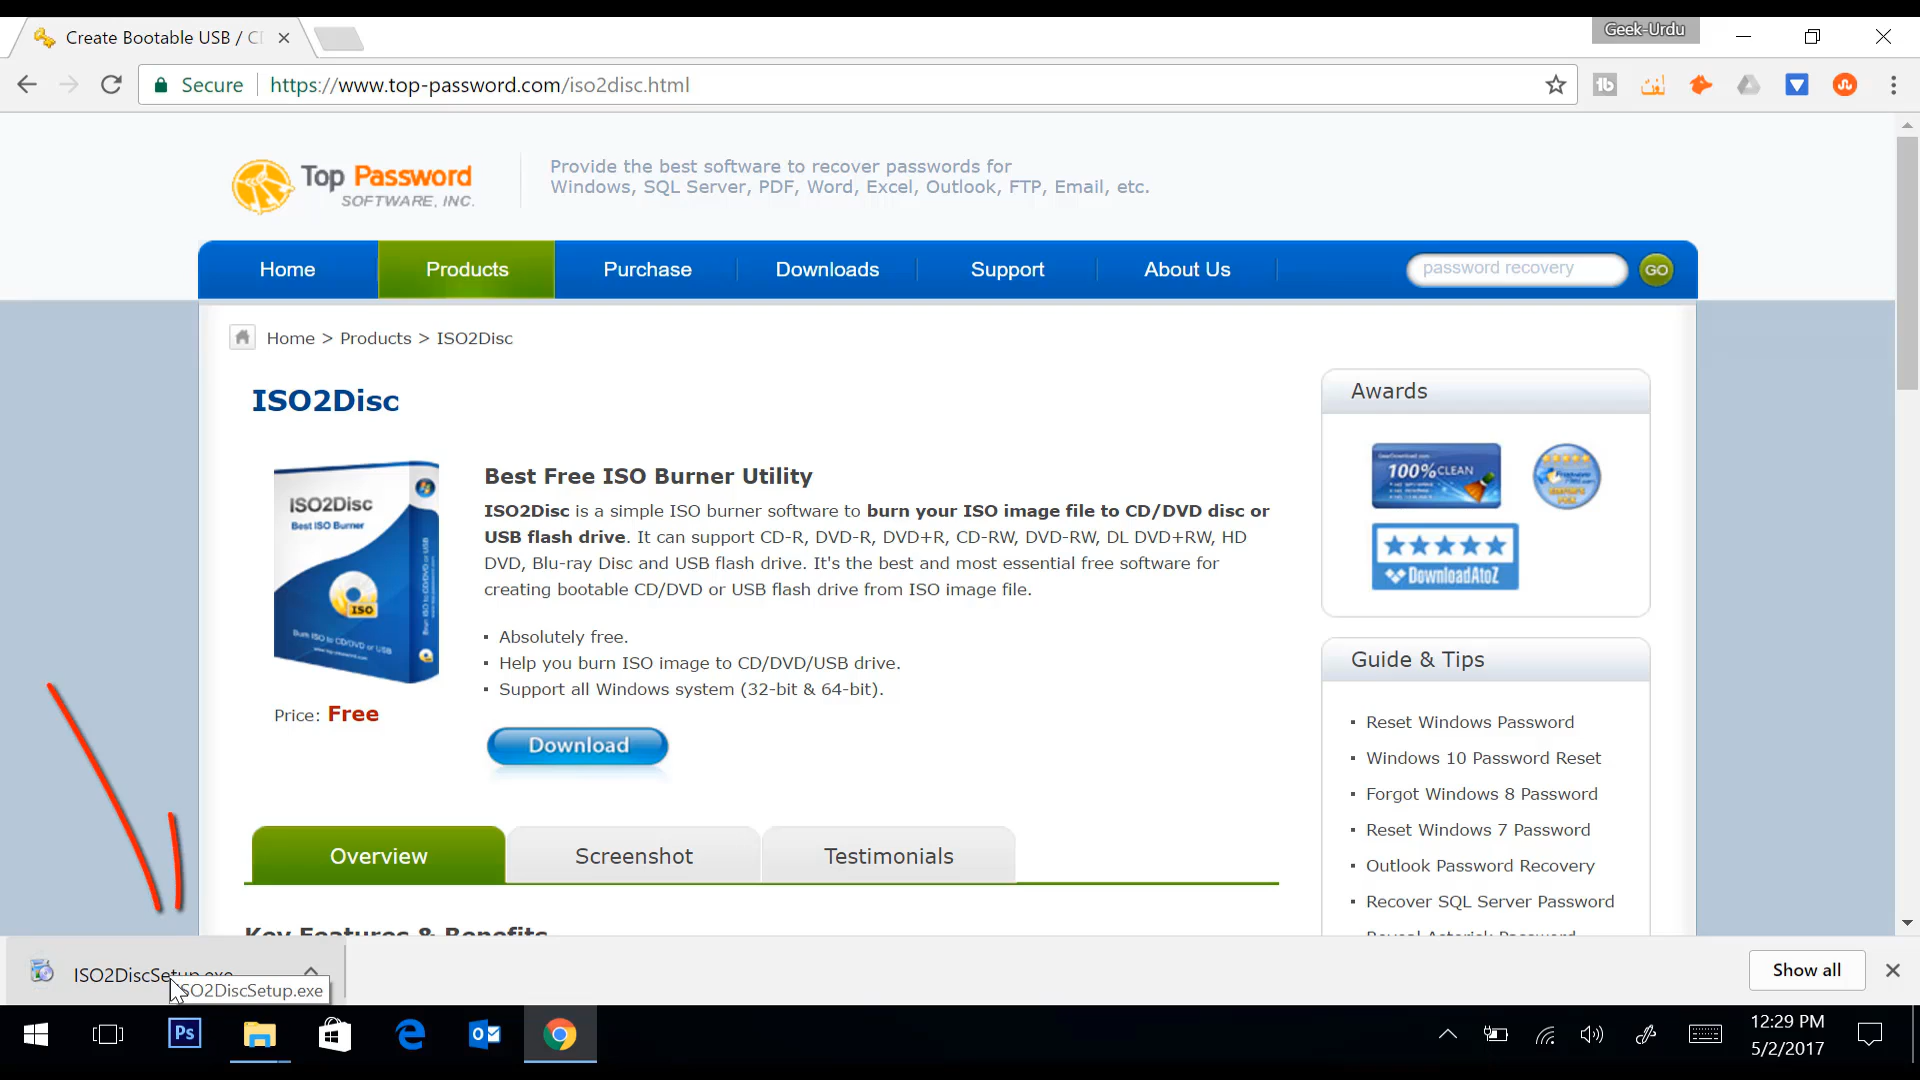 Create Bootable USB / C
Geek-Urdu
Secure
https://www.top-password.com/iso2disc.html
Top Password
SOFTWARE, INC.
Provide the best software to recover passwords for
Windows, SQL Server, PDF, Word, Excel, Outlook, FTP, Email, etc.
Home
Products
Purchase
Downloads
Support
About Us
password recovery
GO
Home > Products > ISO2Disc
ISO2Disc
ISO2Disc
Best ISO Burner
ISO
Burn ISO to CD/DVD or USB
Price: Free
Best Free ISO Burner Utility
ISO2Disc is a simple ISO burner software to burn your ISO image file to CD/DVD disc or
USB flash drive. It can support CD-R, DVD-R, DVD+R, CD-RW, DVD-RW, DL DVD+RW, HD
DVD, Blu-ray Disc and USB flash drive. It's the best and most essential free software for
creating bootable CD/DVD or USB flash drive from ISO image file.
▪ Absolutely free.
▪ Help you burn ISO image to CD/DVD/USB drive.
▪ Support all Windows system (32-bit & 64-bit).
Download
Overview
Screenshot
Testimonials
Key Features & Benefits
Awards
100% CLEAN
DownloadAtoZ
Guide & Tips
▪ Reset Windows Password
▪ Windows 10 Password Reset
▪ Forgot Windows 8 Password
▪ Reset Windows 7 Password
▪ Outlook Password Recovery
▪ Recover SQL Server Password
Reveal Asterisk Password
ISO2DiscSetup.exe
ISO2DiscSetup.exe
Show all
Ps
12:29 PM
5/2/2017